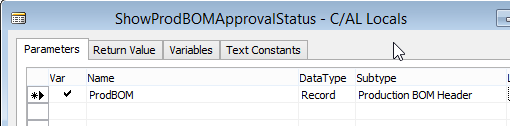 ShowProdBOMApprovalStatus - C/AL Locals
Parameters Return Value Variables Text Constants
Var Name DataType Subtype
ProdBOM Record Production BOM Header